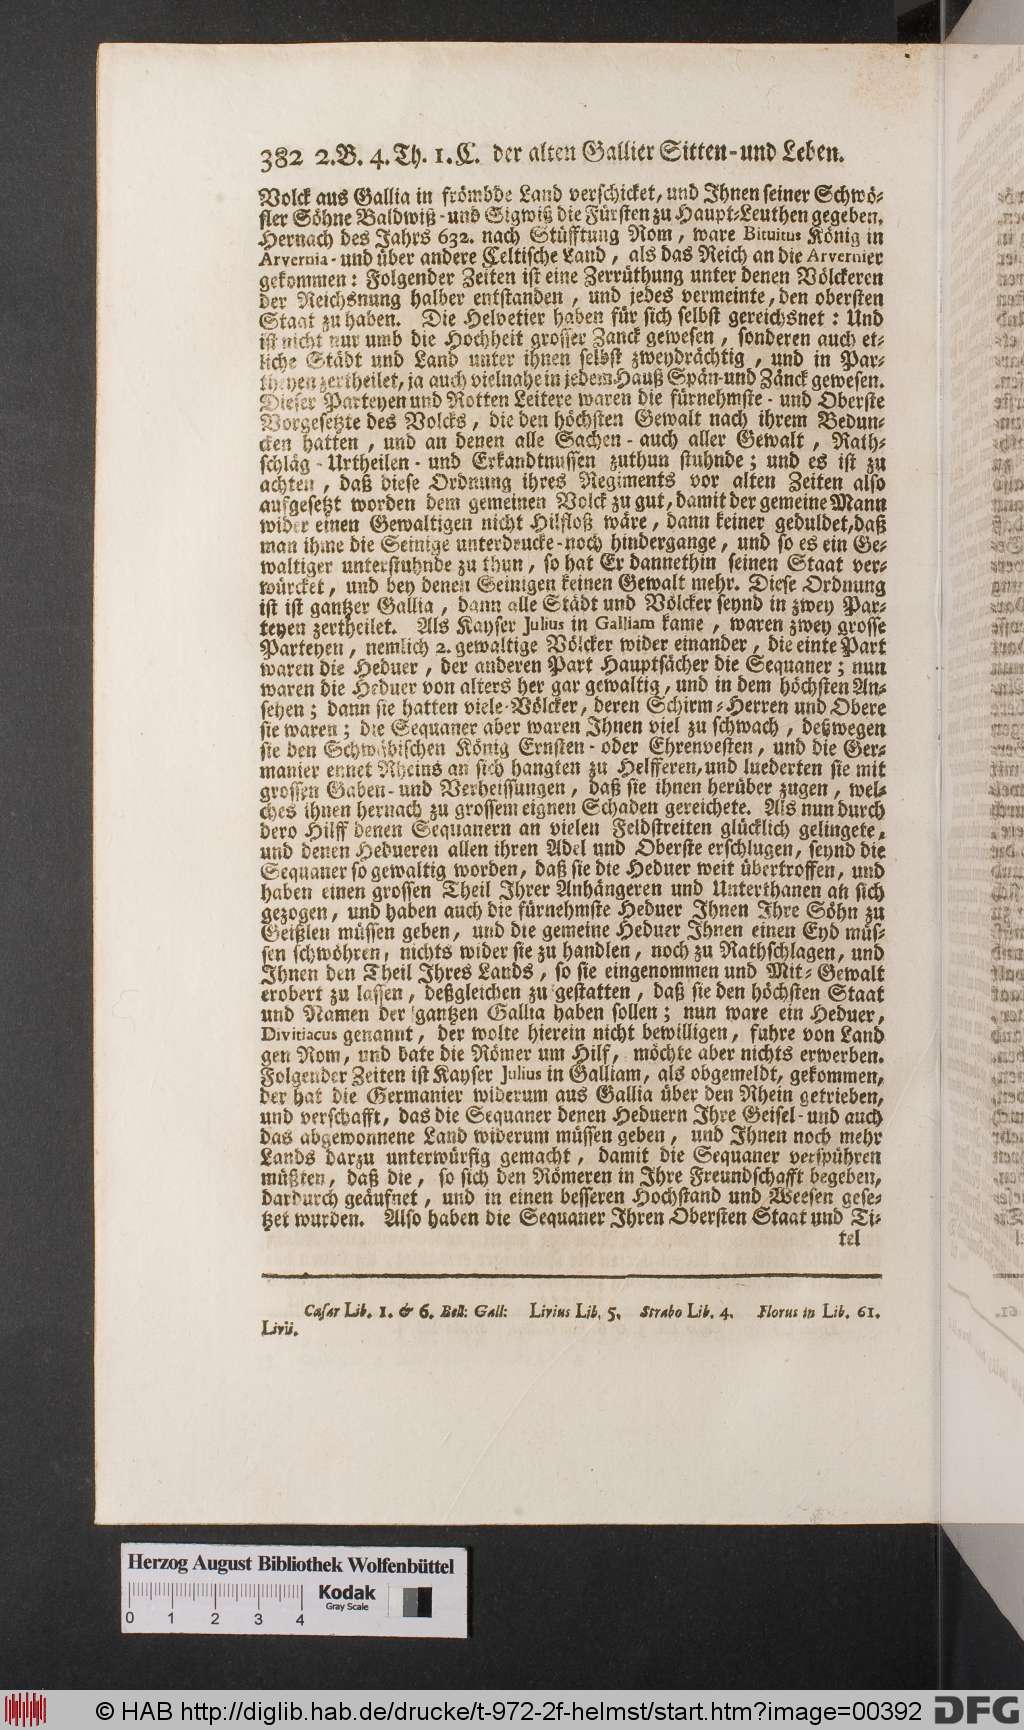 382 2.B. 4. Th. 1. C. der alten Gallier Sitten-und Leben.
Volck aus Gallia in frömbde Land verschicket, und Ihnen seiner Schwö-
ster Söhne Baldwiß- und Sigwiß die Fürsten zu Haupt-Leuthen gegeben.
Hernach des Jahrs 632. nach Stüfftung Rom, ware Bituitus König in
Arvernia- und über andere Celtische Land, als das Reich an die Arvernier
gekommen: Folgender Zeiten ist eine Zerrüthung unter denen Völckeren
der Reichsnung halber entstanden, und jedes vermeinte, den obersten
Staat zu haben. Die Helvetier haben für sich selbst gereichsnet: Und
ist nicht nur umb die Hochheit grosser Zanck gewesen, sonderen auch et-
liche Städt und Land unter ihnen selbst zweydrächtig, und in Par-
theyen zertheilet, ja auch vielnahe in jedem Hauß Spän-und Zänck gewesen.
Dieser Parteyen und Rotten Leitere waren die fürnehmste- und Oberste
Vorgesetzte des Volcks, die den höchsten Gewalt nach ihrem Bedun-
cken hatten, und an denen alle Sachen- auch aller Gewalt, Rath-
schläg- Urtheilen- und Erkandtnussen zuthun stuhnde; und es ist zu
achten, daß diese Ordnung ihres Regiments vor alten Zeiten also
aufgesetzt worden dem gemeinen Volck zu gut, damit der gemeine Mann
wider einen Gewaltigen nicht Hilfloß wäre, dann keiner geduldet, daß
man ihme die Seinige unterdrucke- noch hindergange, und so es ein Ge-
waltiger unterstuhnde zu thun, so hat Er dannethin seinen Staat ver-
würcket, und bey denen Seinigen keinen Gewalt mehr. Diese Ordnung
ist ist gantzer Gallia, dann alle Städt und Völcker seynd in zwey Par-
teyen zertheilet. Als Kayser Julius in Galliam kame, waren zwey grosse
Parteyen, nemlich 2. gewaltige Völcker wider einander, die einte Part
waren die Heduer, der anderen Part Hauptsächer die Sequaner; nun
waren die Heduer von alters her gar gewaltig, und in dem höchsten An-
sehen; dann sie hatten viele-Völcker, deren Schirm-Herren und Obere
sie waren; die Sequaner aber waren Ihnen viel zu schwach, deßwegen
sie den Schwäbischen König Ernsten- oder Ehrenvesten, und die Ger-
manier ennet Rheins an sich hangten zu Helfferen, und luederten sie mit
grossen Gaben- und Verheissungen, daß sie ihnen herüber zugen, wel-
ches ihnen hernach zu grossem eignen Schaden gereichete. Als nun durch
dero Hilff denen Sequanern an vielen Feldstreiten glücklich gelingete,
und denen Hedueren allen ihren Adel und Oberste erschlugen, seynd die
Sequaner so gewaltig worden, daß sie die Heduer weit übertroffen, und
haben einen grossen Theil Ihrer Anhängeren und Unterthanen an sich
gezogen, und haben auch die fürnehmste Heduer Ihnen Ihre Söhn zu
Geißlen müssen geben, und die gemeine Heduer Ihnen einen Eyd müs-
sen schwöhren, nichts wider sie zu handlen, noch zu Rathschlagen, und
Ihnen den Theil Ihres Lands, so sie eingenommen und Mit-Gewalt
erobert zu lassen, deßgleichen zu gestatten, daß sie den höchsten Staat
und Namen der gantzen Gallia haben sollen; nun ware ein Heduer,
Divitiacus genannt, der wolte hierein nicht bewilligen, fuhre von Land
gen Rom, und bate die Römer um Hilf, möchte aber nichts erwerben.
Folgender Zeiten ist Kayser Julius in Galliam, als obgemeldt, gekommen,
der hat die Germanier widerum aus Gallia über den Rhein getrieben,
und verschafft, das die Sequaner denen Heduern Ihre Geisel- und auch
das abgewonnene Land widerum müssen geben, und Ihnen noch mehr
Lands darzu unterwürfig gemacht, damit die Sequaner verspühren
müßten, daß die, so sich den Römeren in Ihre Freundschafft begeben,
dardurch geäufnet, und in einen besseren Hochstand und Weesen gese-
tzet wurden. Also haben die Sequaner Ihren Obersten Staat und Ti-
tel
Cæsar Lib. 1. & 6. Bell: Gall: Livius Lib. 5. Strabo Lib. 4. Florus in Lib. 61.
Livii.
Herzog August Bibliothek Wolfenbüttel
0 1 2 3 4
Kodak
Gray Scale
© HAB http://diglib.hab.de/drucke/t-972-2f-helmst/start.htm?image=00392 DFG